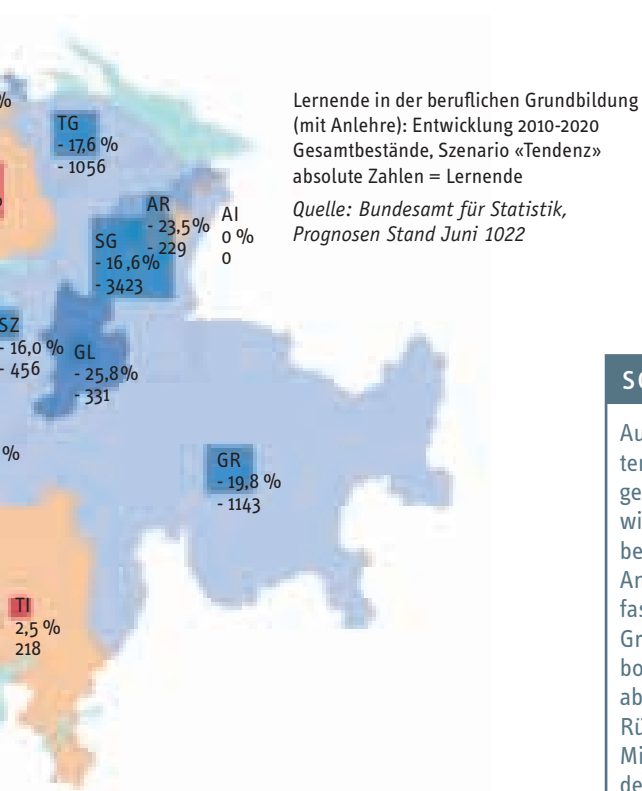 %
TG
- 17,6 %
- 1056
AR
- 23,5%
- 229
AI
0 %
0
SG
- 16,6%
- 3423
SZ
- 16,0 %
- 456
GL
- 25,8%
- 331
%
GR
- 19,8 %
- 1143
TI
2,5 %
218
Lernende in der beruflichen Grundbildung
(mit Anlehre): Entwicklung 2010-2020
Gesamtbestände, Szenario «Tendenz»
absolute Zahlen = Lernende
Quelle: Bundesamt für Statistik,
Prognosen Stand Juni 1022